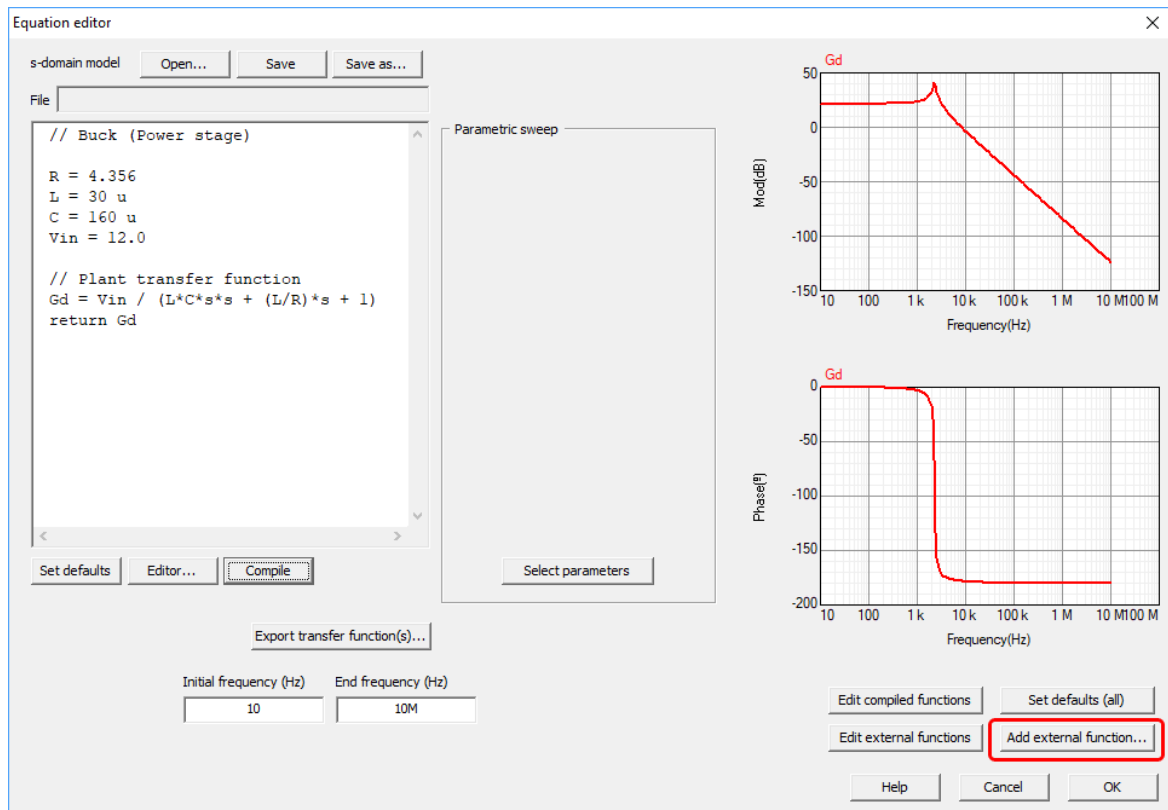 Equation editor
s-domain model Open... Save Save as...
File
// Buck (Power stage)
R = 4.356
L = 30 u
C = 160 u
Vin = 12.0
// Plant transfer function
Gd = Vin / (L*C*s*s + (L/R)*s + 1)
return Gd
Set defaults Editor... Compile
Export transfer function(s)...
Initial frequency (Hz) End frequency (Hz)
10 10M
Parametric sweep
Select parameters
Gd
50
0
-50
-100
-150
Mod(dB)
10 100 1 k 10 k 100 k 1 M 10 M 100 M
Frequency(Hz)
Gd
0
-50
-100
-150
-200
Phase(º)
10 100 1 k 10 k 100 k 1 M 10 M 100 M
Frequency(Hz)
Edit compiled functions Set defaults (all)
Edit external functions Add external function...
Help Cancel OK